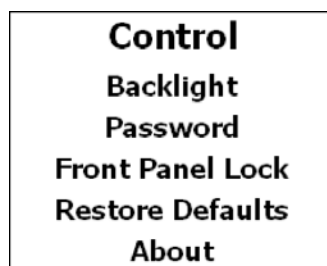 Control
Backlight
Password
Front Panel Lock
Restore Defaults
About